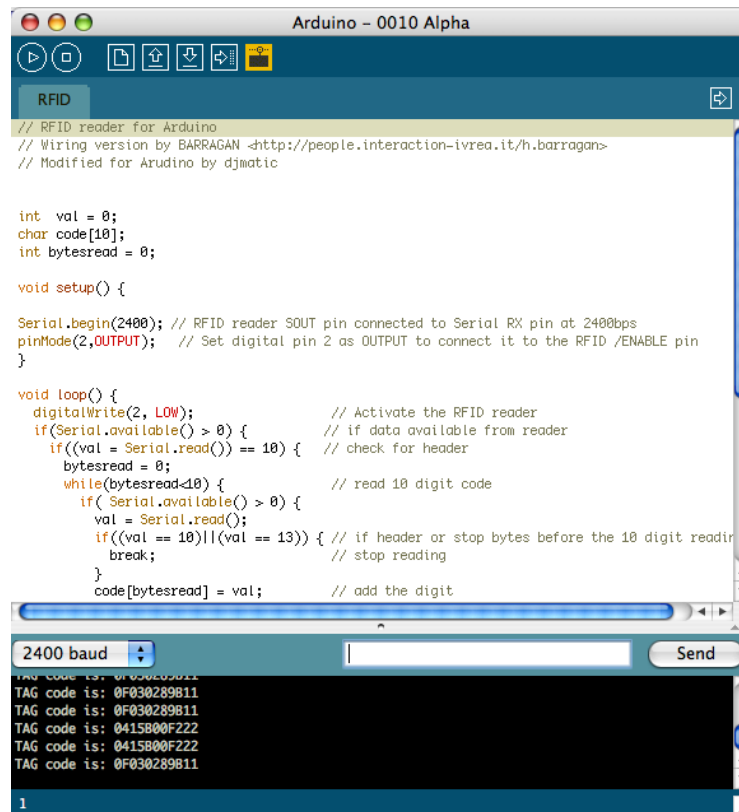 Arduino – 0010 Alpha
RFID
// RFID reader for Arduino
// Wiring version by BARRAGAN <http://people.interaction-ivrea.it/h.barragan>
// Modified for Arudino by djmatic
int  val = 0;
char code[10];
int bytesread = 0;
void setup() {
Serial.begin(2400); // RFID reader SOUT pin connected to Serial RX pin at 2400bps
pinMode(2,OUTPUT);   // Set digital pin 2 as OUTPUT to connect it to the RFID /ENABLE pin
}
void loop() {
  digitalWrite(2, LOW);                  // Activate the RFID reader
  if(Serial.available() > 0) {          // if data available from reader
    if((val = Serial.read()) == 10) {   // check for header
      bytesread = 0;
      while(bytesread<10) {              // read 10 digit code
        if( Serial.available() > 0) {
          val = Serial.read();
          if((val == 10)||(val == 13)) { // if header or stop bytes before the 10 digit readin
            break;                       // stop reading
          }
          code[bytesread] = val;         // add the digit
2400 baud
Send
TAG code is: 0F030289B11
TAG code is: 0F030289B11
TAG code is: 0F030289B11
TAG code is: 0415B00F222
TAG code is: 0415B00F222
TAG code is: 0F030289B11
1